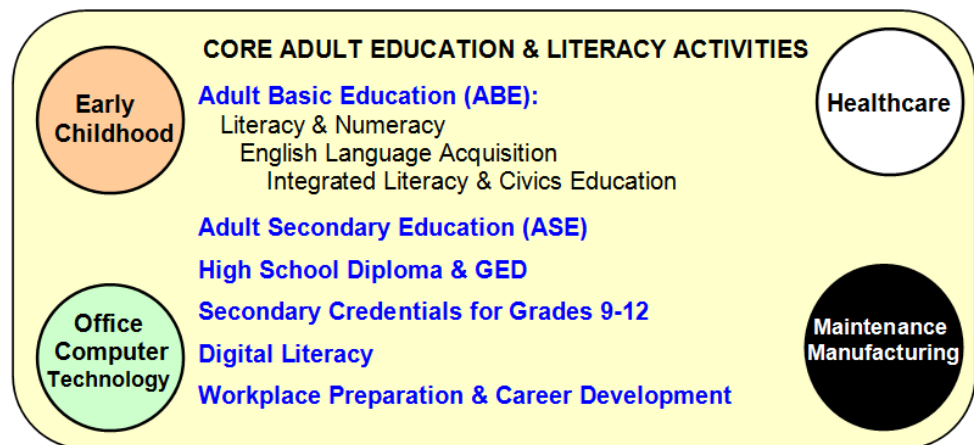 CORE ADULT EDUCATION & LITERACY ACTIVITIES
Early
Childhood
Healthcare
Adult Basic Education (ABE):
Literacy & Numeracy
English Language Acquisition
Integrated Literacy & Civics Education
Adult Secondary Education (ASE)
High School Diploma & GED
Secondary Credentials for Grades 9-12
Digital Literacy
Workplace Preparation & Career Development
Office
Computer
Technology
Maintenance
Manufacturing